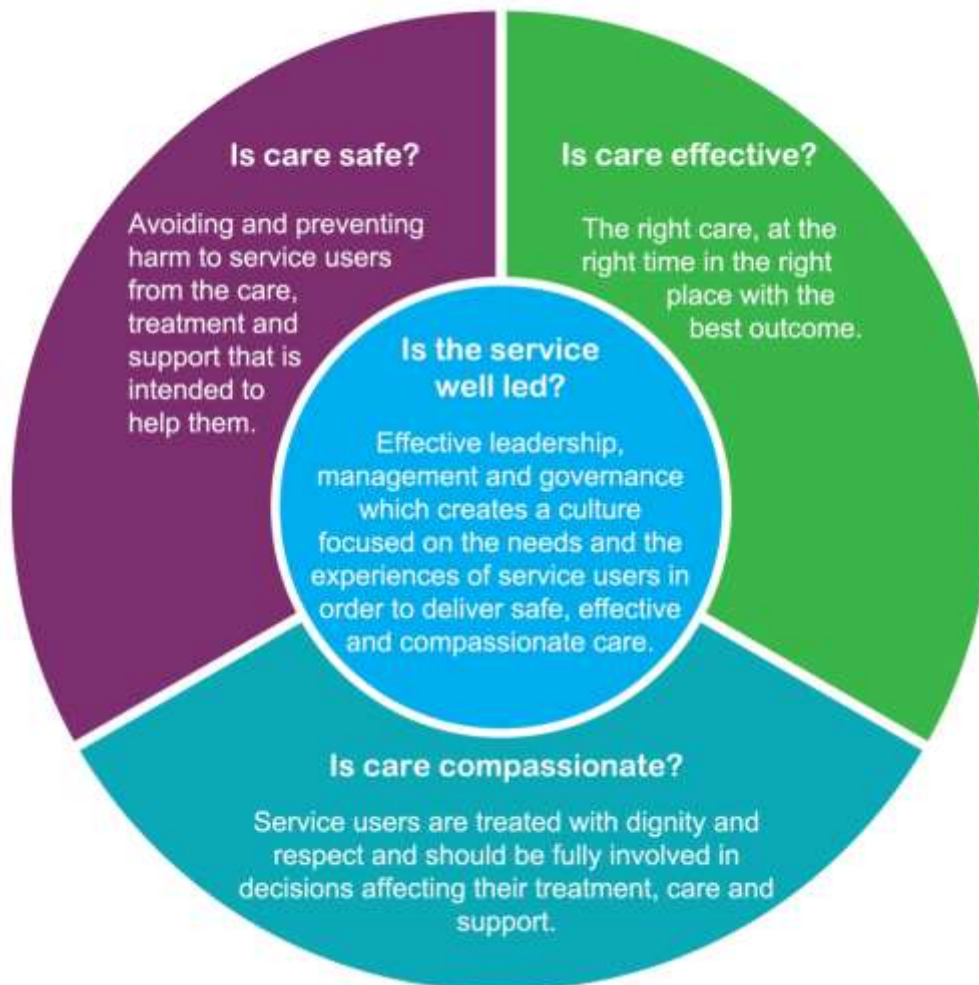 Is care safe?
Avoiding and preventing
harm to service users
from the care,
treatment and
support that is
intended to
help them.
Is care effective?
The right care, at the
right time in the right
place with the
best outcome.
Is the service
well led?
Effective leadership,
management and governance
which creates a culture
focused on the needs and the
experiences of service users in
order to deliver safe, effective
and compassionate care.
Is care compassionate?
Service users are treated with dignity and
respect and should be fully involved in
decisions affecting their treatment, care and
support.